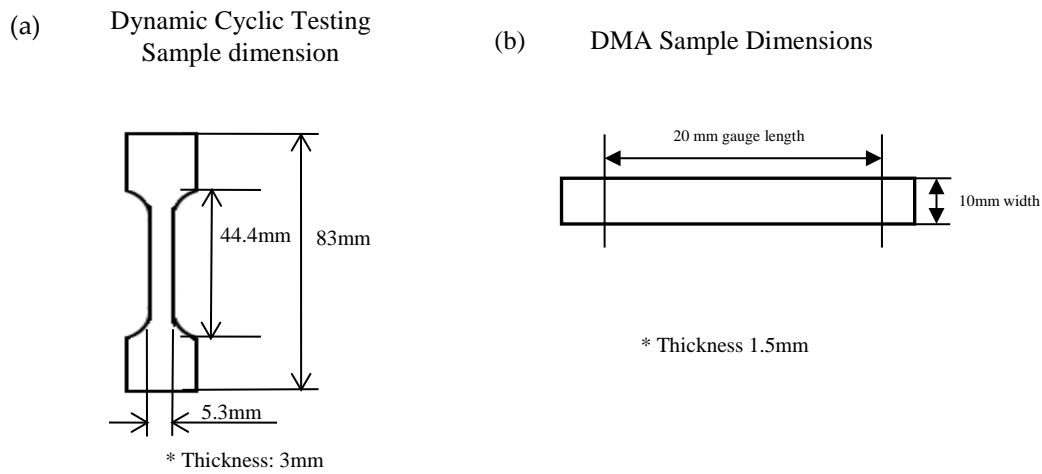 (a)
Dynamic Cyclic Testing
Sample dimension
44.4mm
83mm
5.3mm
* Thickness: 3mm
(b)
DMA Sample Dimensions
20 mm gauge length
10mm width
* Thickness 1.5mm